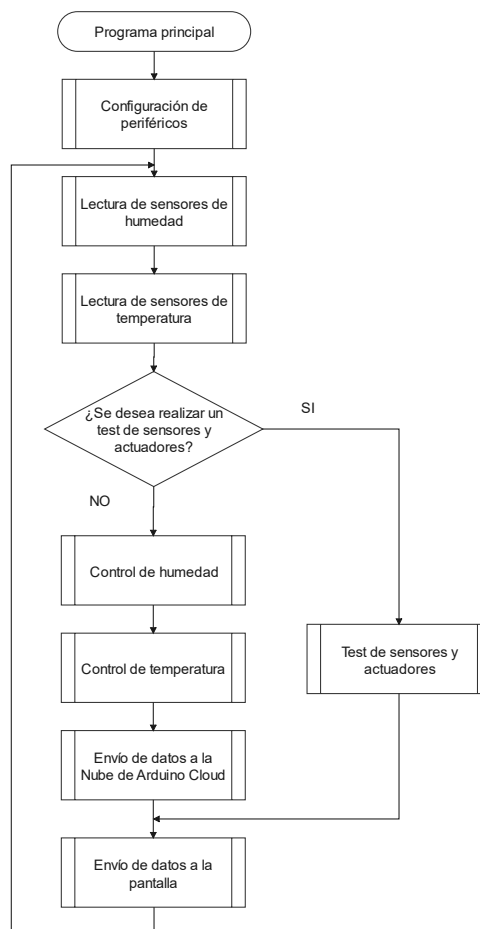 Programa principal
Configuración de
periféricos
Lectura de sensores de
humedad
Lectura de sensores de
temperatura
¿Se desea realizar un
test de sensores y
actuadores?
SI
NO
Control de humedad
Control de temperatura
Test de sensores y
actuadores
Envío de datos a la
Nube de Arduino Cloud
Envío de datos a la
pantalla